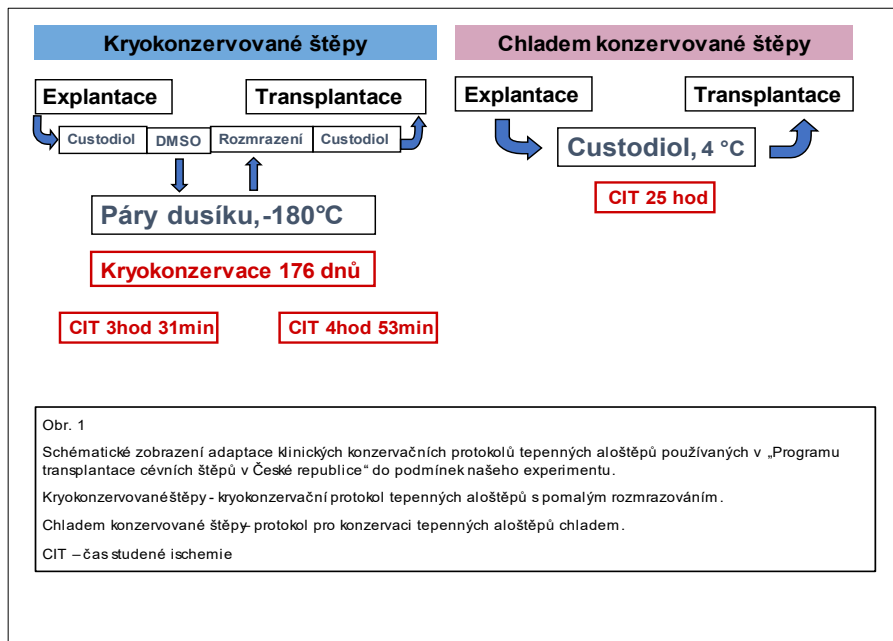 Kryokonzervované štěpy
Chladem konzervované štěpy
Explantace
Transplantace
Custodiol
DMSO
Rozmrazení
Custodiol
Páry dusíku,-180°C
Kryokonzervace 176 dnů
CIT 3hod 31min
CIT 4hod 53min
Explantace
Transplantace
Custodiol, 4 °C
CIT 25 hod
Obr. 1
Schématické zobrazení adaptace klinických konzervačních protokolů tepenných aloštěpů používaných v „Programu
transplantace cévních štěpů v České republice“ do podmínek našeho experimentu.
Kryokonzervované štěpy - kryokonzervační protokol tepenných aloštěpů s pomalým rozmrazováním.
Chladem konzervované štěpy– protokol pro konzervaci tepenných aloštěpů chladem.
CIT – čas studené ischemie